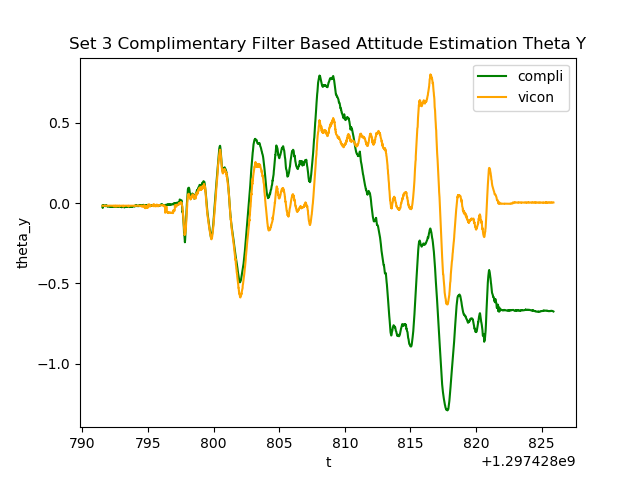 Set 3 Complimentary Filter Based Attitude Estimation Theta Y
compli
vicon
0.5
0.0
−0.5
−1.0
theta_y
790 795 800 805 810 815 820 825
t
+1.297428e9